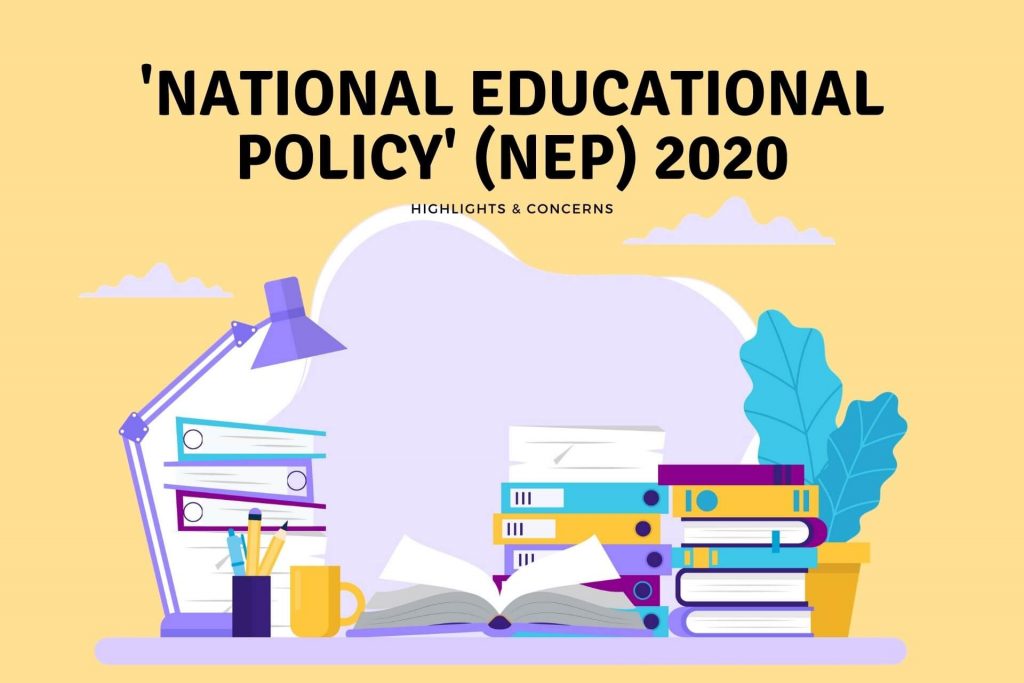 'NATIONAL EDUCATIONAL
POLICY' (NEP) 2020
HIGHLIGHTS & CONCERNS